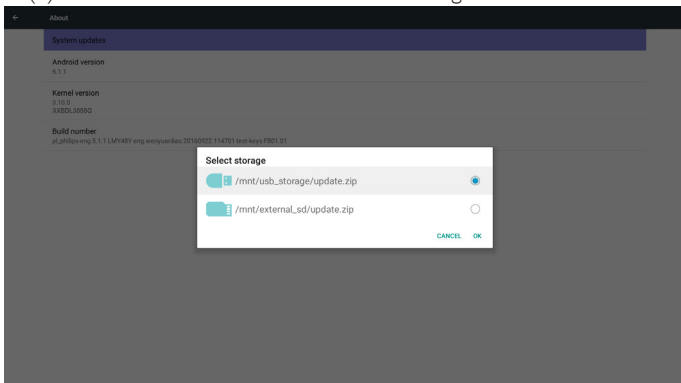 About
System updates
Android version
5.1.1
Kernel version
3.10.0
Build number
Select storage
/mnt/usb_storage/update.zip
/mnt/external_sd/update.zip
CANCEL OK